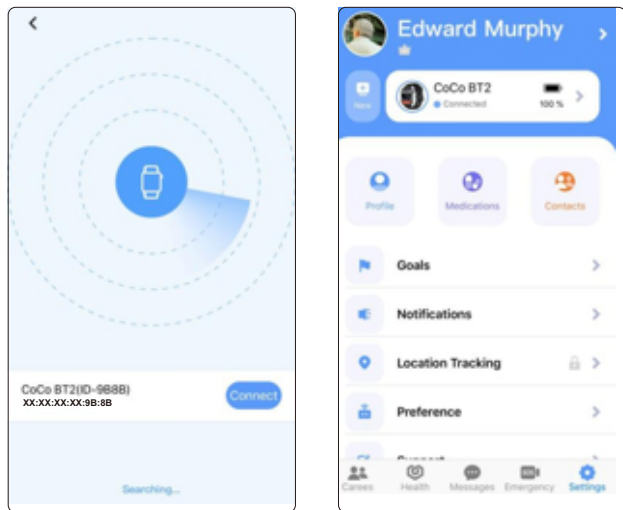 CoCo BT2(ID-9B8B)
XX:XX:XX:XX:9B:8B
Connect
Searching...
Edward Murphy
New
CoCo BT2
Connected
100 %
Profile
Medications
Contacts
Goals
Notifications
Location Tracking
Preference
Support
Carees
Health
Messages
Emergency
Settings